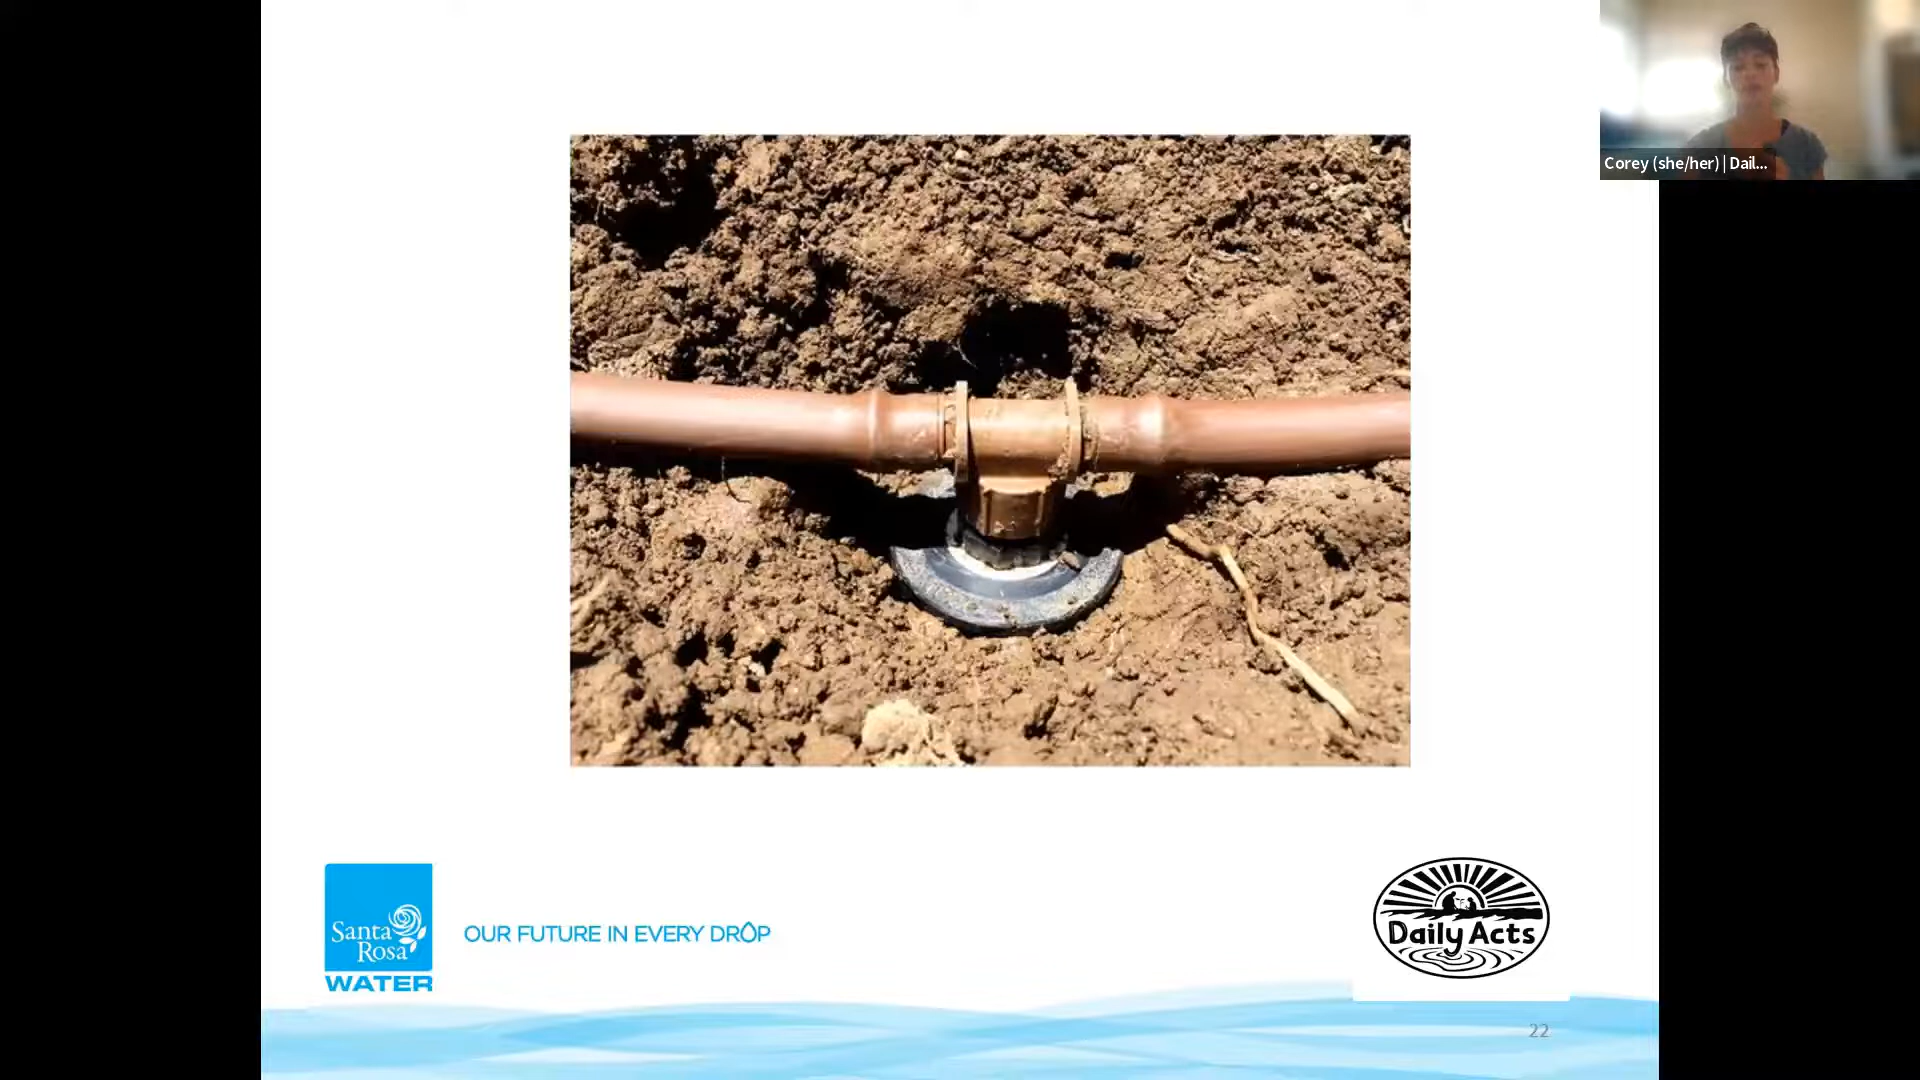 Corey (she/her) | Dail...
Santa
Rosa
WATER
OUR FUTURE IN EVERY DROP
Daily Acts
22